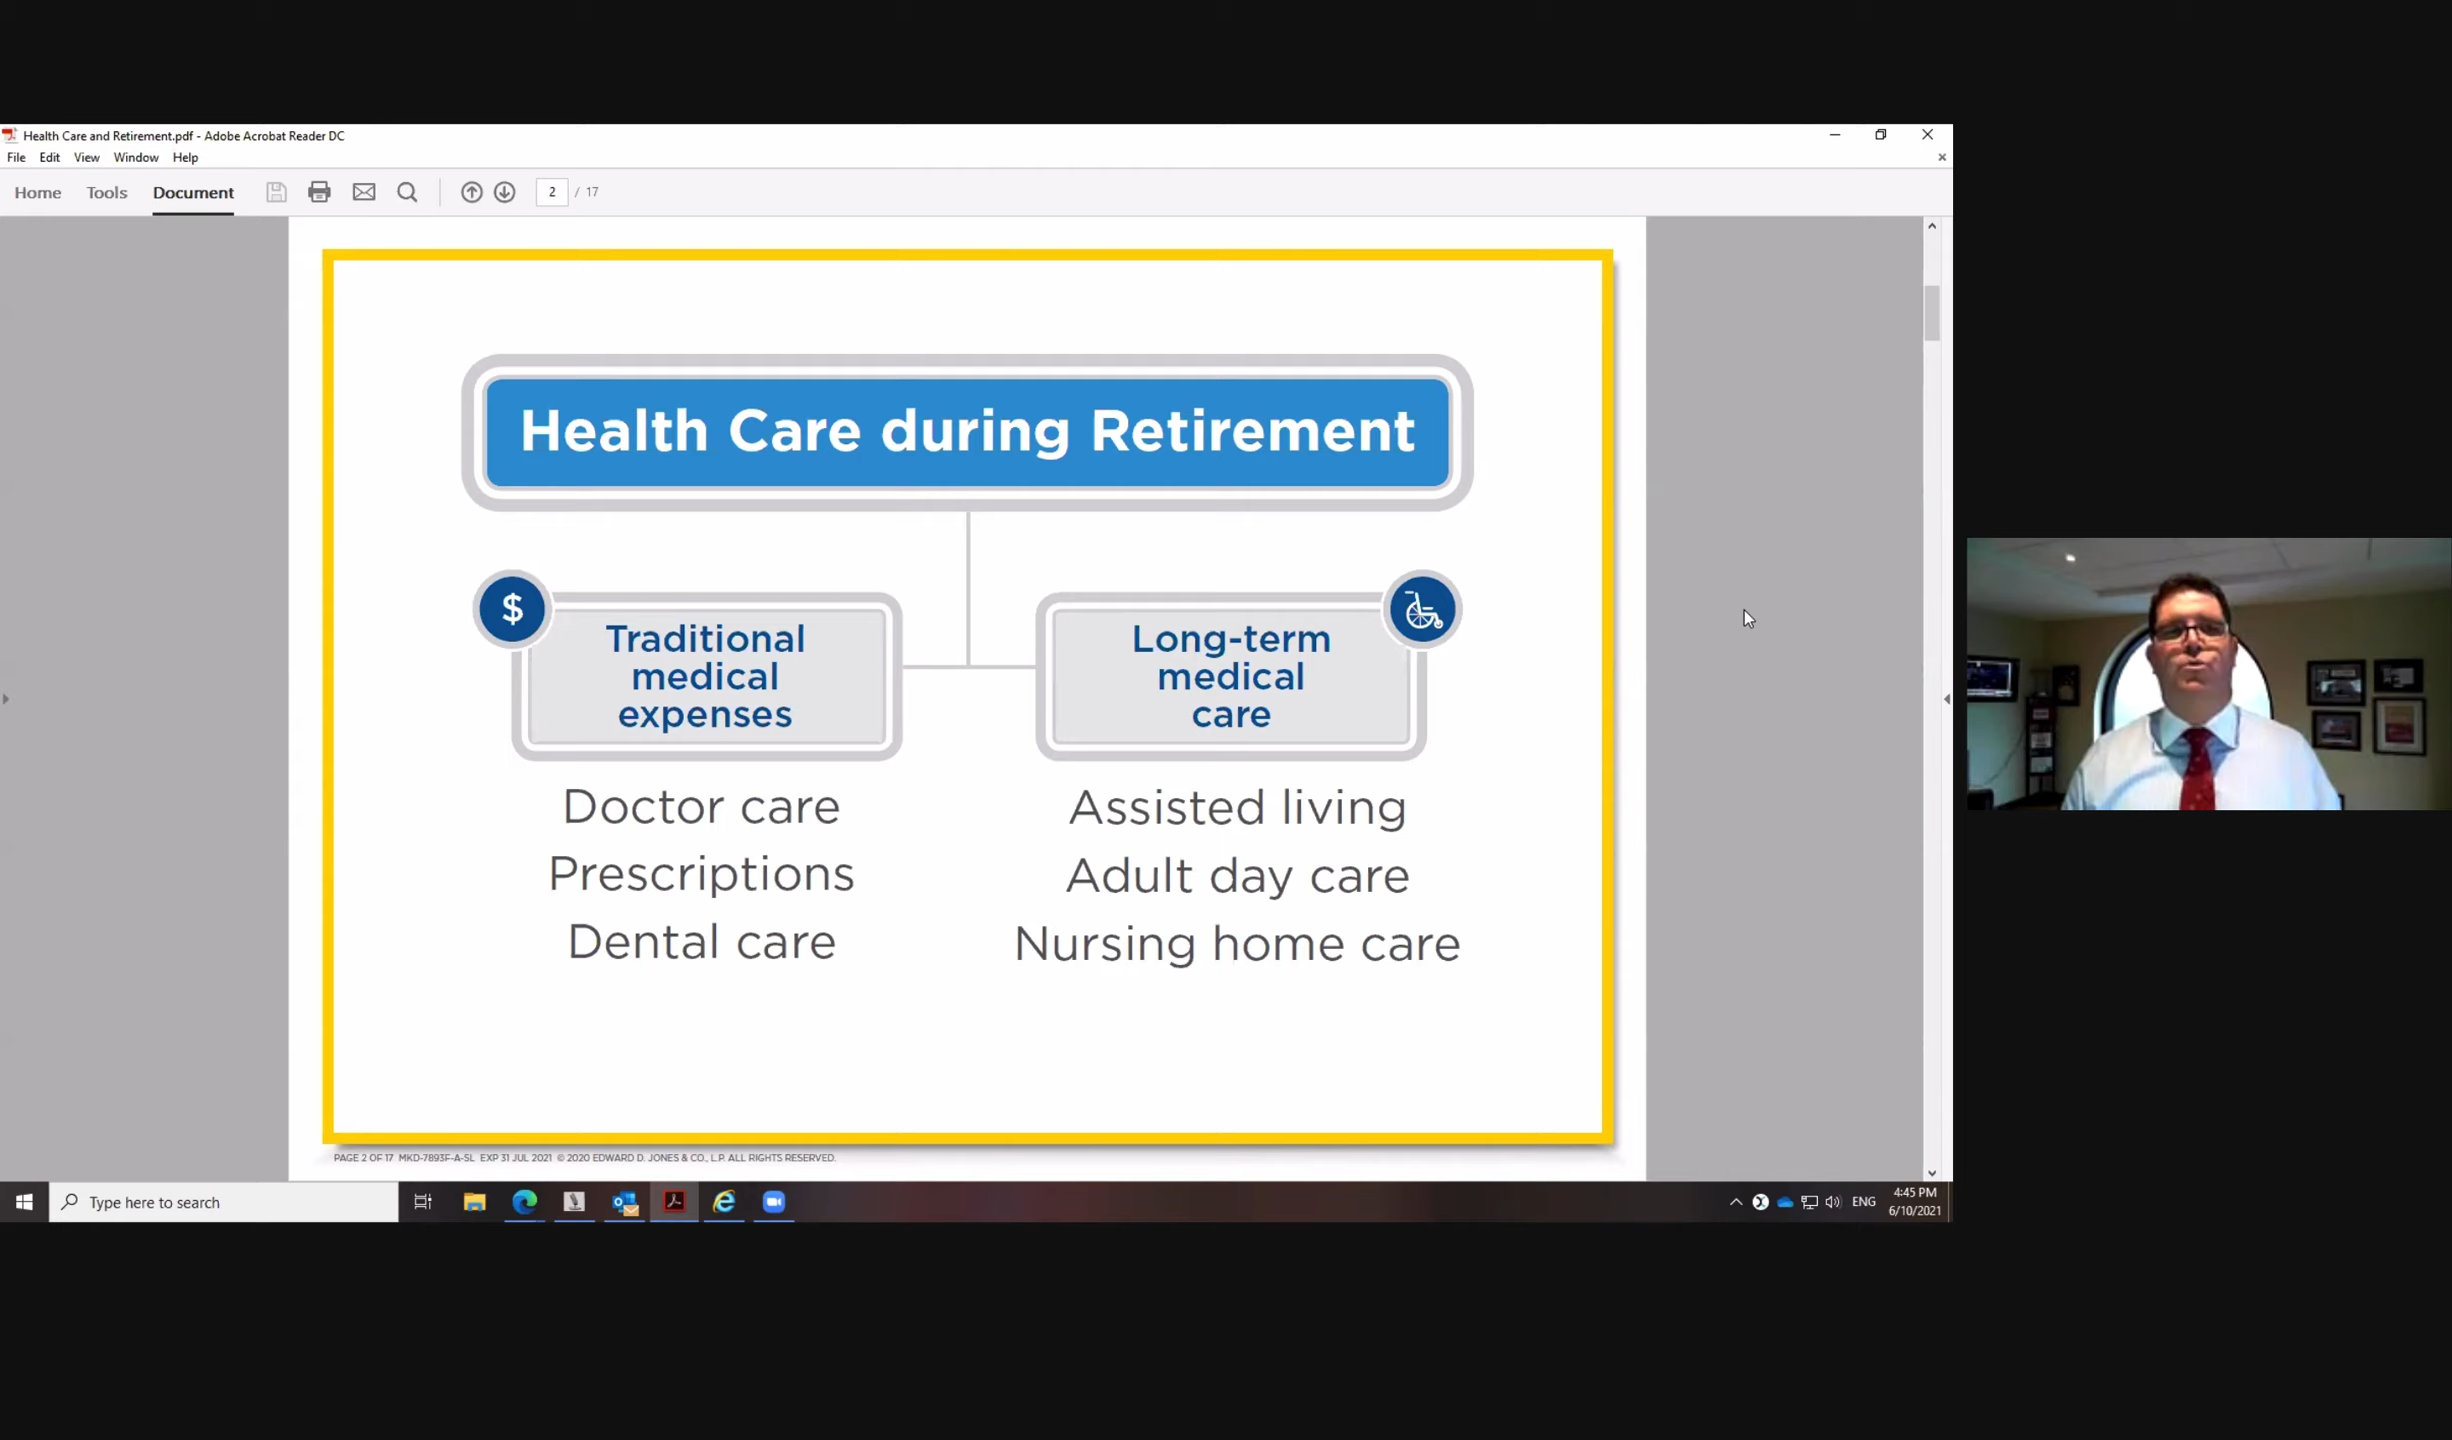 Health Care and Retirement.pdf - Adobe Acrobat Reader DC
File Edit View Window Help
Home Tools Document 2 / 17
Health Care during Retirement
$
Traditional
medical
expenses
Doctor care
Prescriptions
Dental care
Long-term
medical
care
Assisted living
Adult day care
Nursing home care
PAGE 2 OF 17 MKD-7893F-A-SL EXP 31 JUL 2021 © 2020 EDWARD D. JONES & CO., L.P. ALL RIGHTS RESERVED.
Type here to search
ENG
4:45 PM
6/10/2021